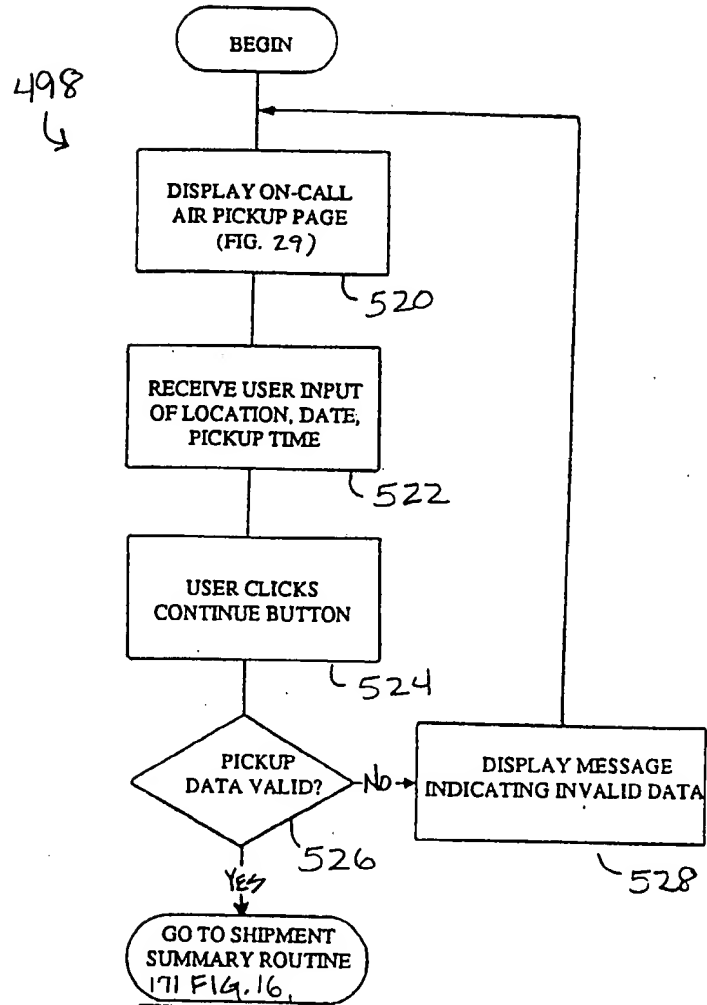 BEGIN
498
DISPLAY ON-CALL
AIR PICKUP PAGE
(FIG. 29)
520
RECEIVE USER INPUT
OF LOCATION, DATE,
PICKUP TIME
522
USER CLICKS
CONTINUE BUTTON
524
PICKUP
DATA VALID?
NO
526
DISPLAY MESSAGE
INDICATING INVALID DATA
528
YES
GO TO SHIPMENT
SUMMARY ROUTINE
171 FIG. 16.